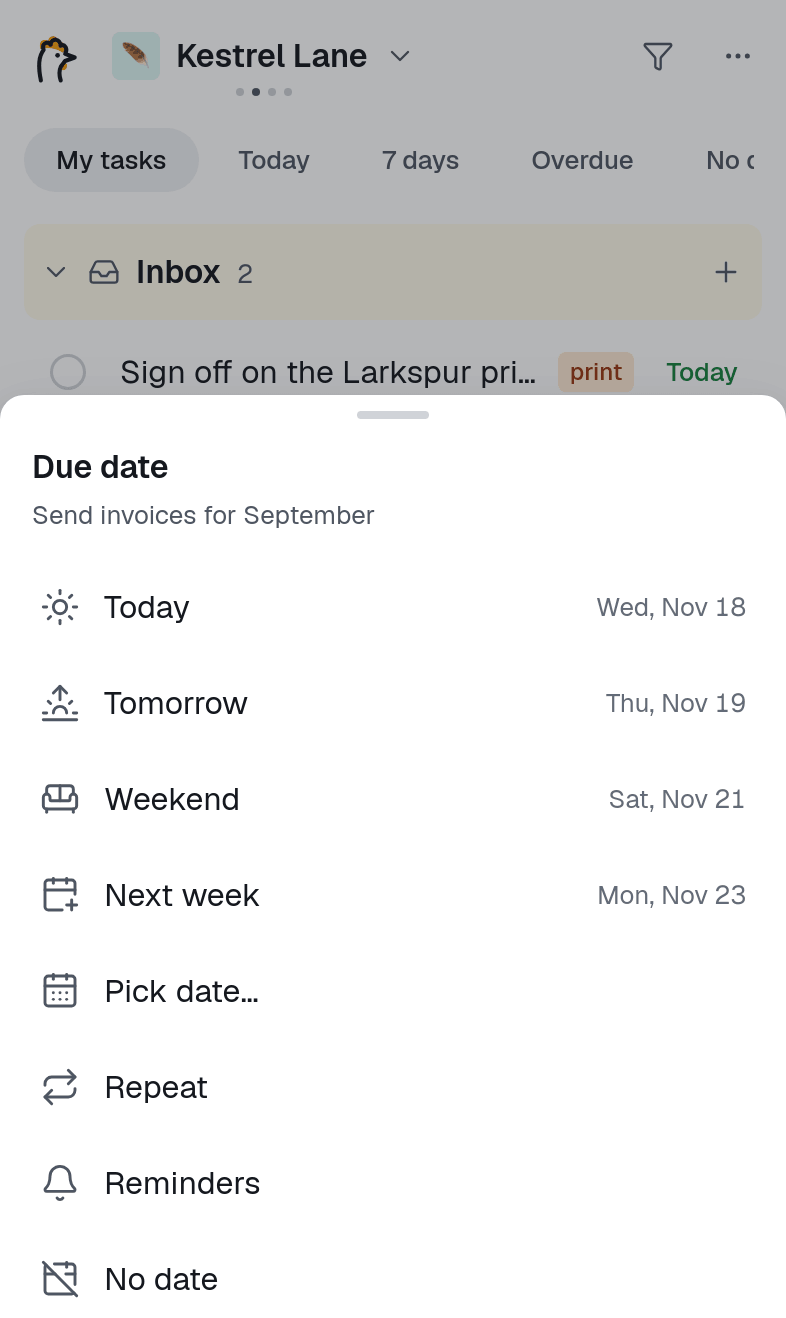 Kestrel Lane
My tasks Today 7 days Overdue No
Inbox 2
Sign off on the Larkspur pri… print Today
Due date
Send invoices for September
Today Wed, Nov 18
Tomorrow Thu, Nov 19
Weekend Sat, Nov 21
Next week Mon, Nov 23
Pick date…
Repeat
Reminders
No date